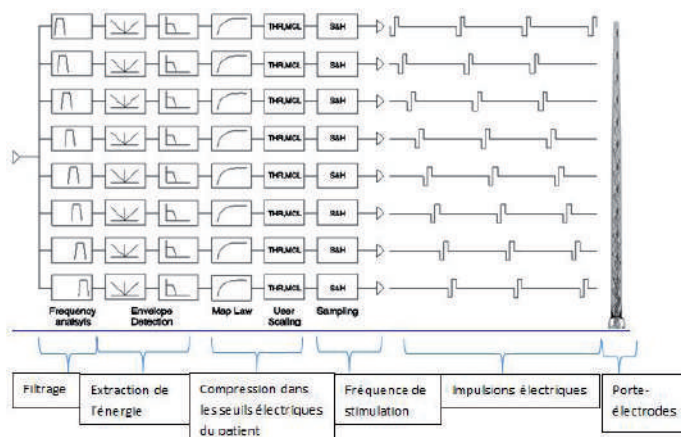 THR,MCL S&H
THR,MCL S&H
THR,MCL S&H
THR,MCL S&H
THR,MCL S&H
THR,MCL S&H
THR,MCL S&H
THR,MCL S&H
Frequency Envelope Map Law User Sampling
analsyis Detection Scaling
Filtrage
Extraction de
l'énergie
Compression dans
les seuils électriques
du patient
Fréquence de
stimulation
Impulsions électriques
Porte-
électrodes